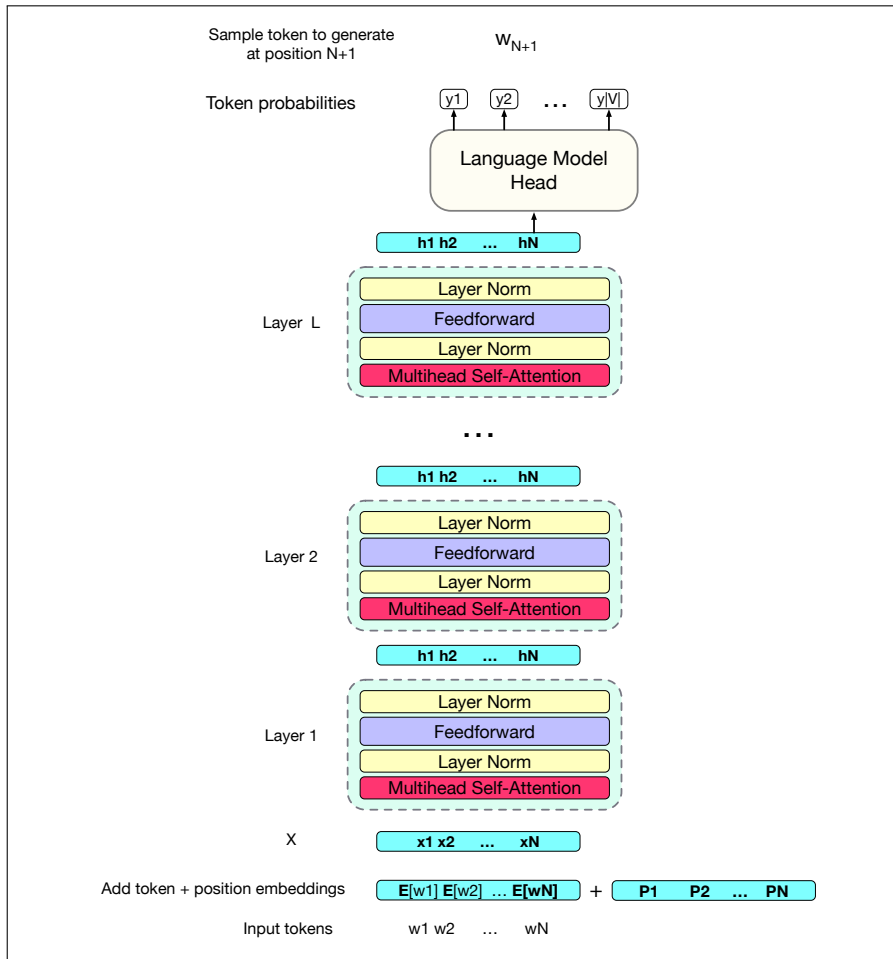 Sample token to generate
at position N+1
w_{N+1}
Token probabilities
y1 y2 ... y|V|
Language Model
Head
h1 h2 ... hN
Layer L
Layer Norm
Feedforward
Layer Norm
Multihead Self-Attention
...
h1 h2 ... hN
Layer 2
Layer Norm
Feedforward
Layer Norm
Multihead Self-Attention
h1 h2 ... hN
Layer 1
Layer Norm
Feedforward
Layer Norm
Multihead Self-Attention
X x1 x2 ... xN
Add token + position embeddings E[w1] E[w2] ... E[wN] + P1 P2 ... PN
Input tokens w1 w2 ... wN